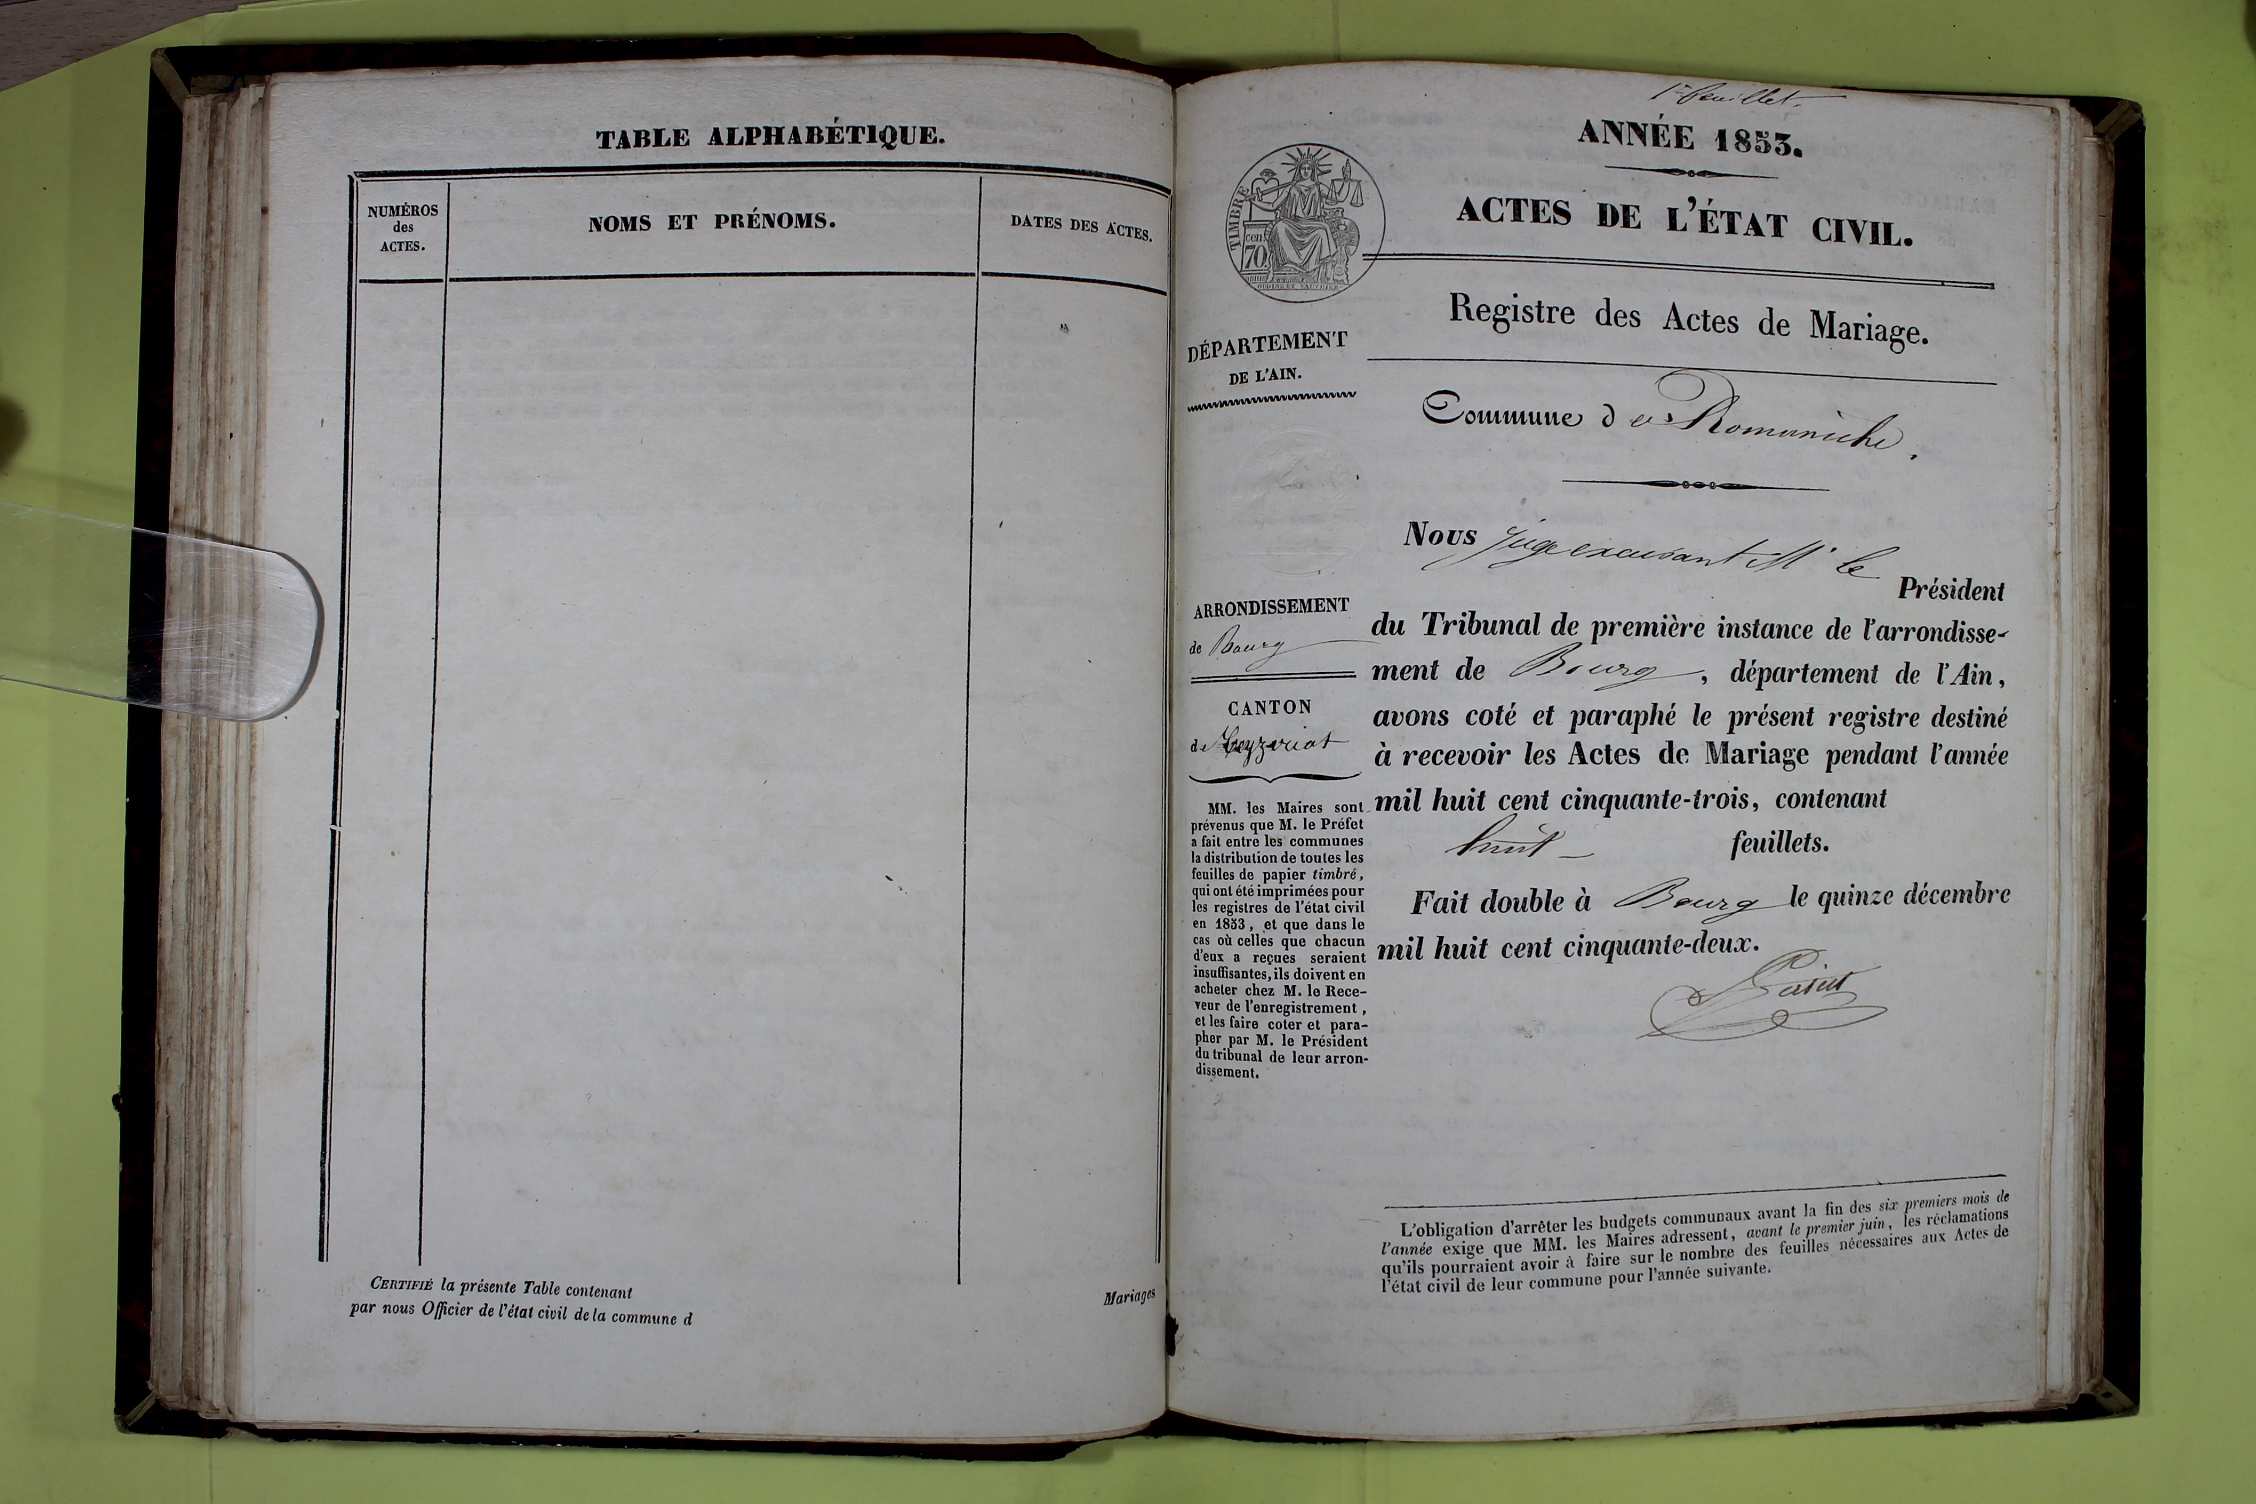 TABLE ALPHABÉTIQUE.
NUMÉROS
des
ACTES.
NOMS ET PRÉNOMS.
DATES DES ACTES.
CERTIFIÉ la présente Table contenant
Mariages
par nous Officier de l'état civil de la commune d
1er feuillet.
ANNÉE 1853.
ACTES DE L'ÉTAT CIVIL.
TIMBRE
cen
70
Registre des Actes de Mariage.
DÉPARTEMENT
DE L'AIN.
Commune de Romanèche.
Nous Juge excusant Mr le
Président
du Tribunal de première instance de l'arrondisse-
ment de Bourg, département de l'Ain,
avons coté et paraphé le présent registre destiné
à recevoir les Actes de Mariage pendant l'année
mil huit cent cinquante-trois, contenant
huit feuillets.
Fait double à Bourg le quinze décembre
mil huit cent cinquante-deux.
ARRONDISSEMENT
de Bourg
CANTON
de Ceyzeriat
MM. les Maires sont
prévenus que M. le Préfet
a fait entre les communes
la distribution de toutes les
feuilles de papier timbré,
qui ont été imprimées pour
les registres de l'état civil
en 1853, et que dans le
cas où celles que chacun
d'eux a reçues seraient
insuffisantes, ils doivent en
acheter chez M. le Rece-
veur de l'enregistrement,
et les faire coter et para-
pher par M. le Président
du tribunal de leur arron-
dissement.
L'obligation d'arrêter les budgets communaux avant la fin des six premiers mois de
l'année exige que MM. les Maires adressent, avant le premier juin, les réclamations
qu'ils pourraient avoir à faire sur le nombre des feuilles nécessaires aux Actes de
l'état civil de leur commune pour l'année suivante.